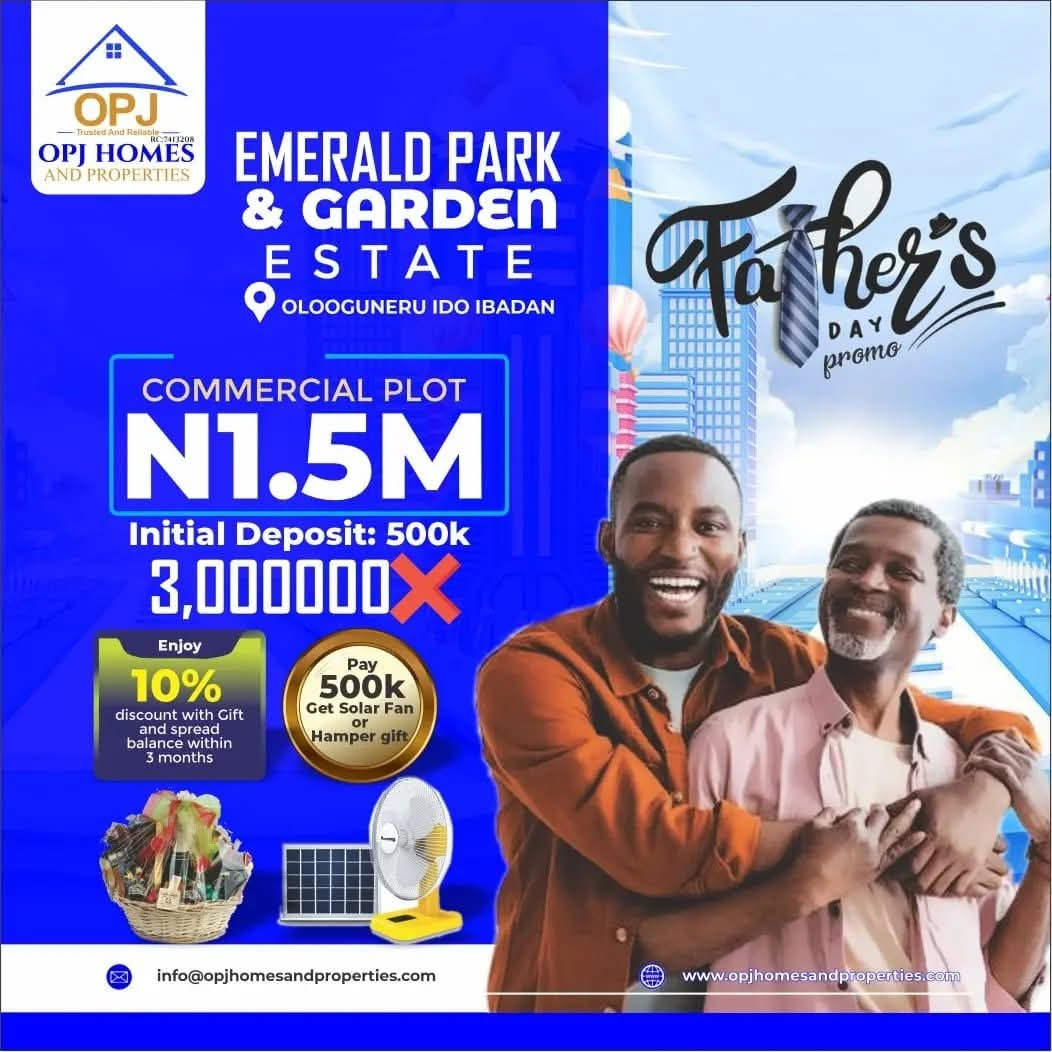 OPJ
Trusted And Reliable
RC:7413208
OPJ HOMES
AND PROPERTIES
EMERALD PARK
& GARDEN
ESTATE
OLOOGUNERU IDO IBADAN
Father's
DAY
promo
COMMERCIAL PLOT
N1.5M
Initial Deposit: 500k
3,000000
Enjoy
10%
discount with Gift
and spread
balance within
3 months
Pay
500k
Get Solar Fan
or
Hamper gift
info@opjhomesandproperties.com
www.opjhomesandproperties.com